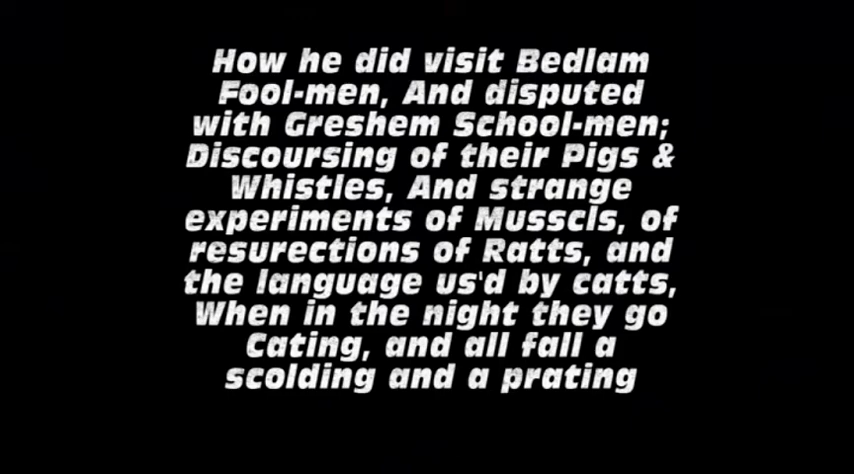 How he did visit Bedlam
Fool-men, And disputed
with Greshem School-men;
Discoursing of their Pigs &
Whistles, And strange
experiments of Musscls, of
resurections of Ratts, and
the language us'd by catts,
When in the night they go
Cating, and all fall a
scolding and a prating